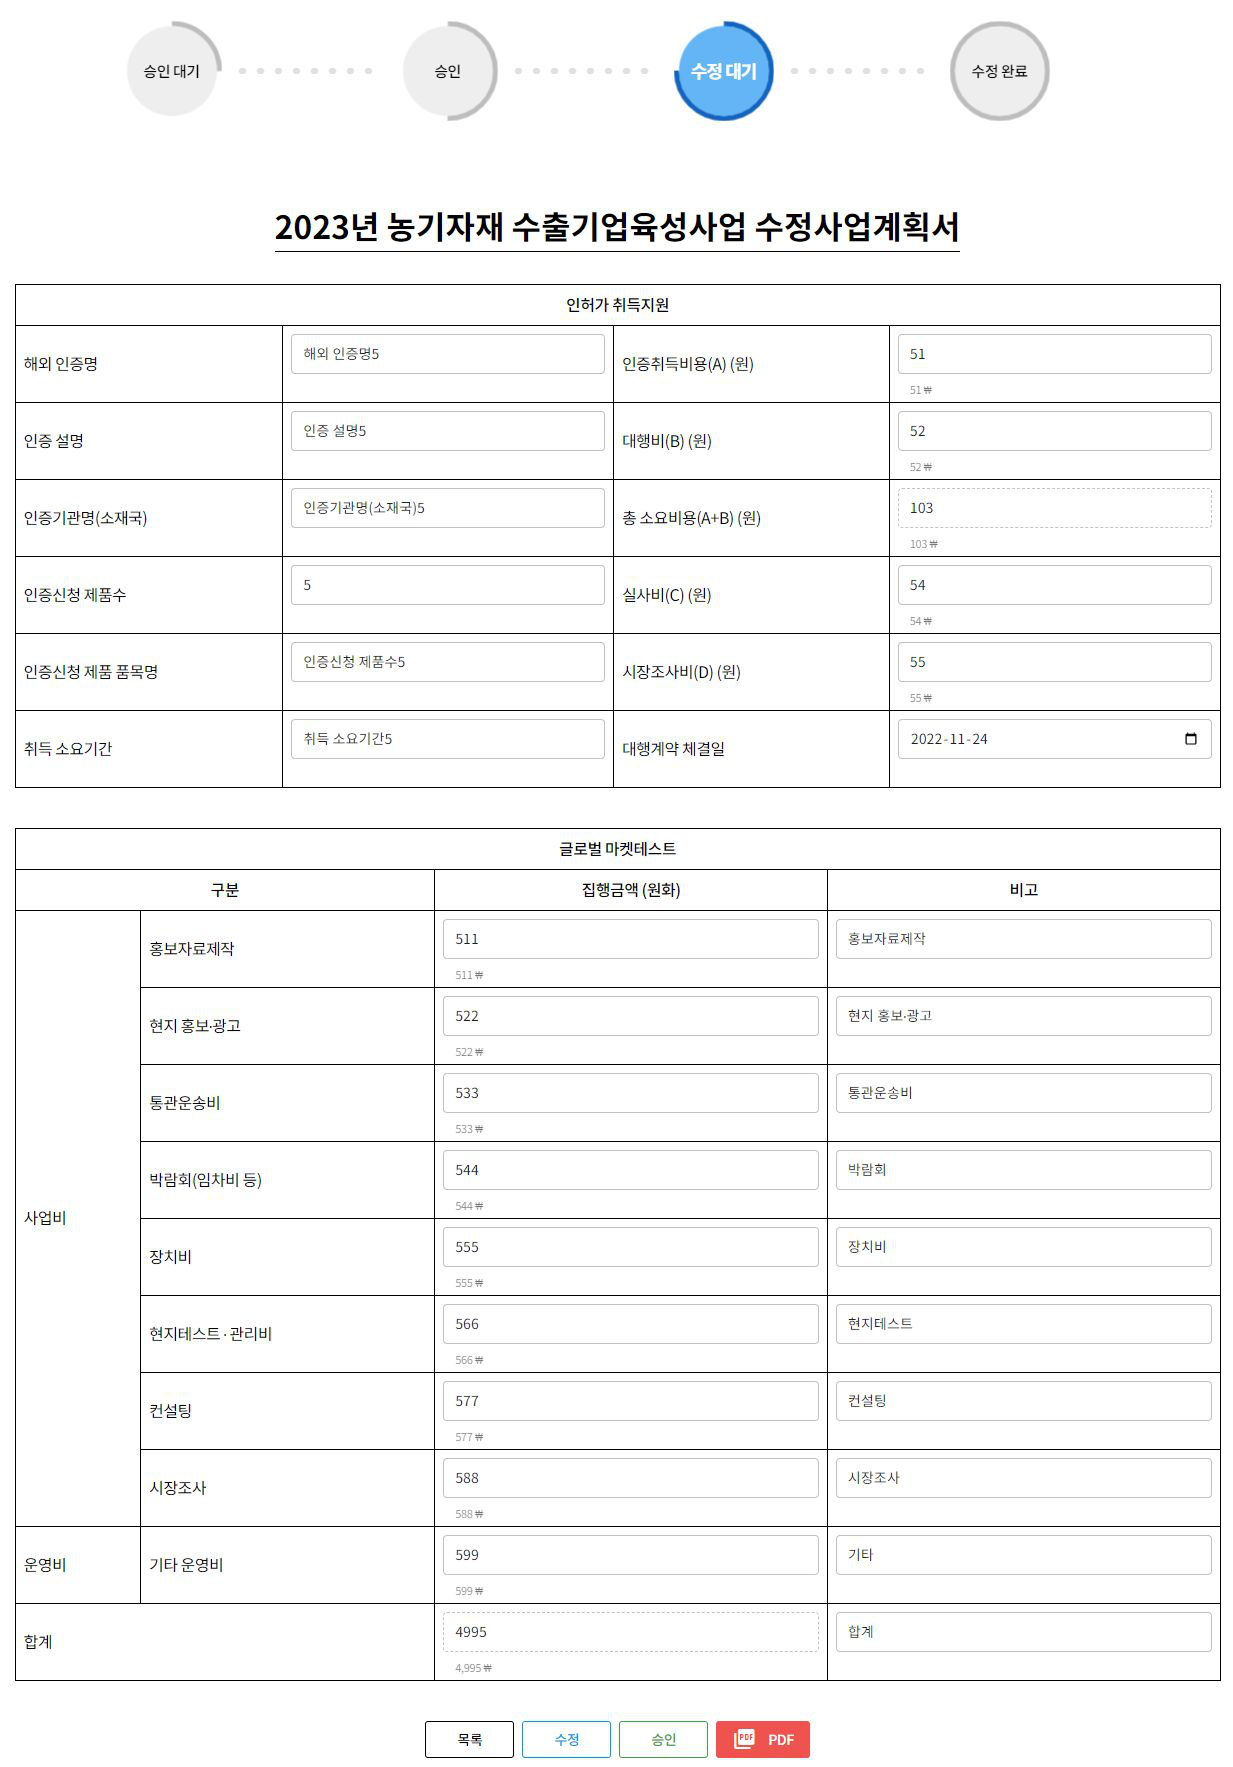 승인 대기
승인
수정 대기
수정 완료
2023년 농기자재 수출기업육성사업 수정사업계획서
인허가 취득지원
해외 인증명 해외 인증명5 인증취득비용(A) (원) 51
51 ₩
인증 설명 인증 설명5 대행비(B) (원) 52
52 ₩
인증기관명(소재국) 인증기관명(소재국)5 총 소요비용(A+B) (원) 103
103 ₩
인증신청 제품수 5 실사비(C) (원) 54
54 ₩
인증신청 제품 품목명 인증신청 제품수5 시장조사비(D) (원) 55
55 ₩
취득 소요기간 취득 소요기간5 대행계약 체결일 2022-11-24
글로벌 마켓테스트
구분 집행금액 (원화) 비고
사업비
홍보자료제작 511 홍보자료제작
511 ₩
현지 홍보·광고 522 현지 홍보·광고
522 ₩
통관운송비 533 통관운송비
533 ₩
박람회(임차비 등) 544 박람회
544 ₩
장치비 555 장치비
555 ₩
현지테스트 · 관리비 566 현지테스트
566 ₩
컨설팅 577 컨설팅
577 ₩
시장조사 588 시장조사
588 ₩
운영비 기타 운영비 599 기타
599 ₩
합계 4995 합계
4,995 ₩
목록 수정 승인 PDF PDF